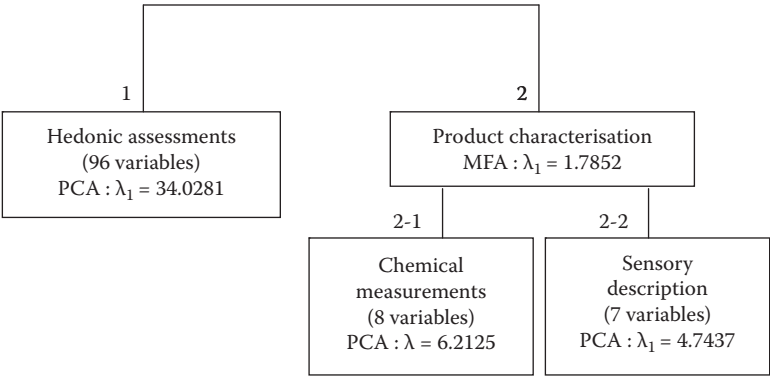 1
2
Hedonic assessments
(96 variables)
PCA : λ₁ = 34.0281
Product characterisation
MFA : λ₁ = 1.7852
2-1
2-2
Chemical
measurements
(8 variables)
PCA : λ = 6.2125
Sensory
description
(7 variables)
PCA : λ₁ = 4.7437